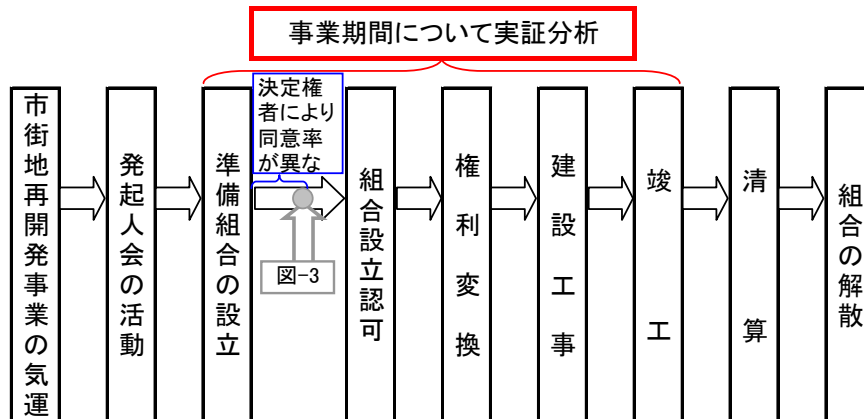 事業期間について実証分析
市街地再開発事業の気運
発起人会の活動
準備組合の設立
決定権
者により
同意率
が異な
図-3
組合設立認可
権利変換
建設工事
竣工
清算
組合の解散